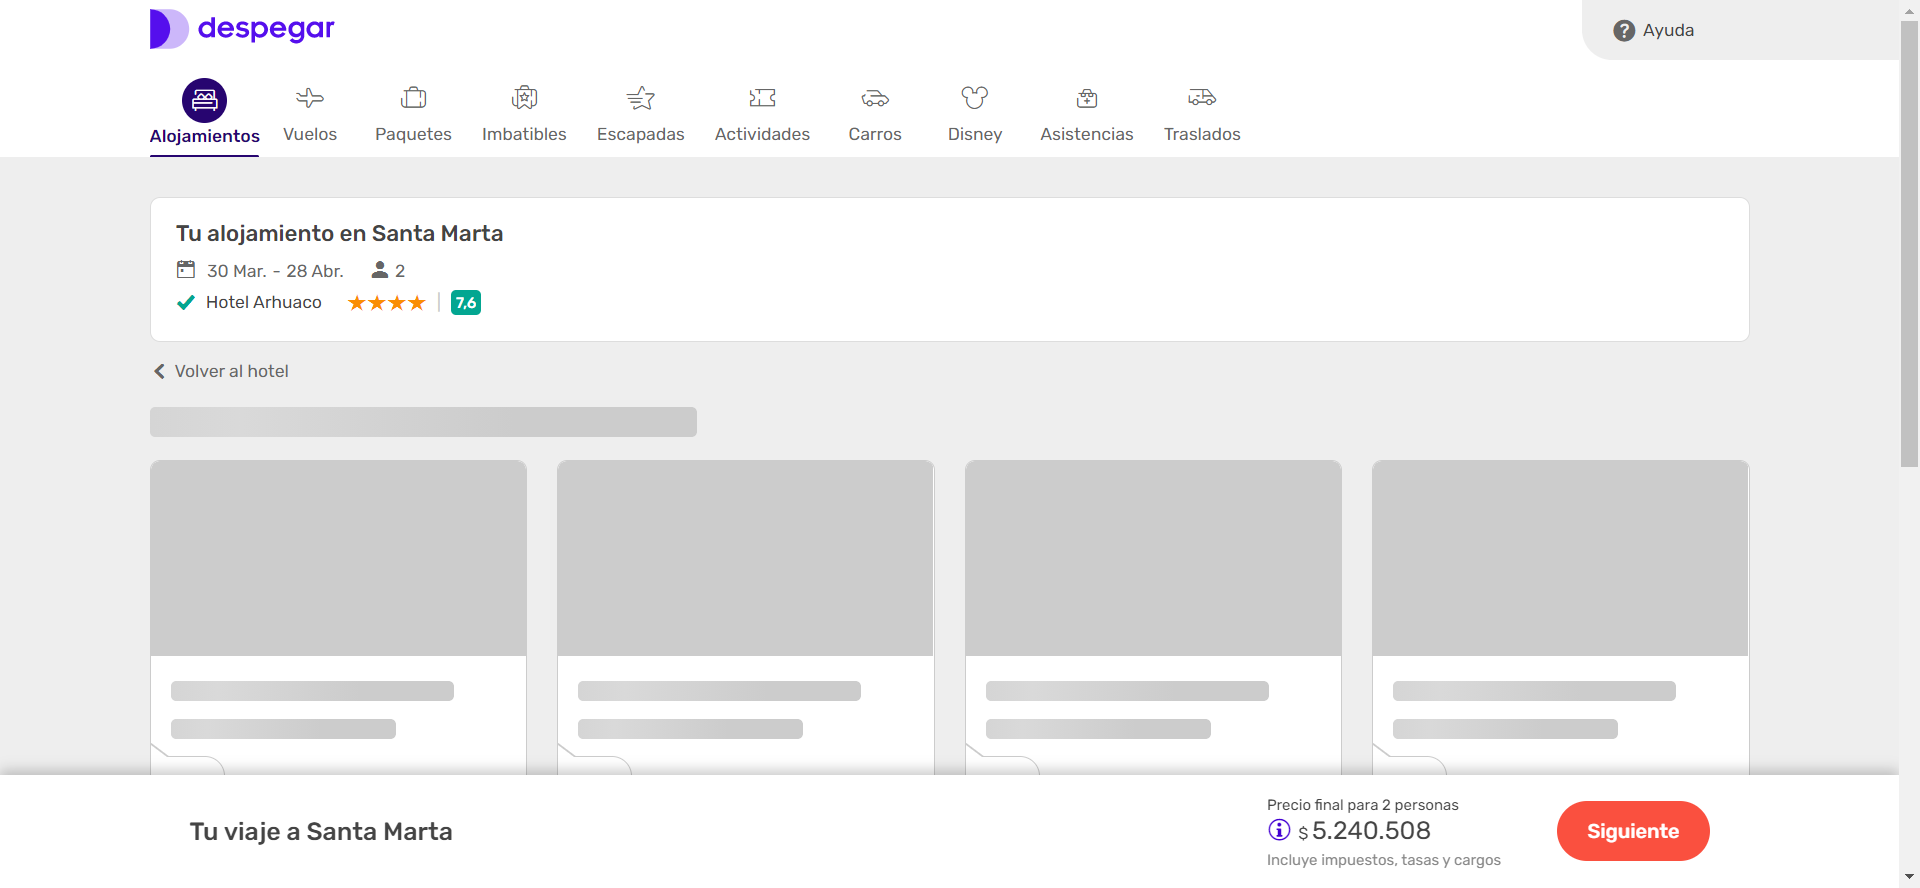 despegar
Ayuda
Alojamientos
Vuelos
Paquetes
Imbatibles
Escapadas
Actividades
Carros
Disney
Asistencias
Traslados
Tu alojamiento en Santa Marta
30 Mar. - 28 Abr. 2
Hotel Arhuaco 7,6
Volver al hotel
Tu viaje a Santa Marta
Precio final para 2 personas
$ 5.240.508
Incluye impuestos, tasas y cargos
Siguiente